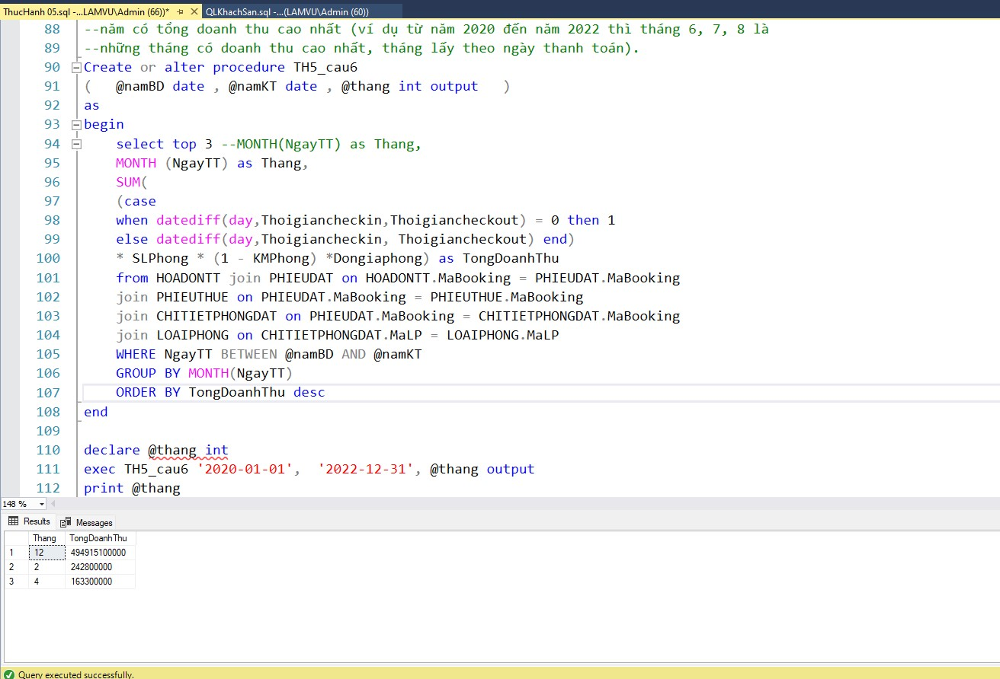 ThucHanh 05.sql -...LAMVU\Admin (66))* QLKhachSan.sql -...(LAMVU\Admin (60))
88 --năm có tổng doanh thu cao nhất (ví dụ từ năm 2020 đến năm 2022 thì tháng 6, 7, 8 là
89 --những tháng có doanh thu cao nhất, tháng lấy theo ngày thanh toán).
90 Create or alter procedure TH5_cau6
91 ( @namBD date , @namKT date , @thang int output )
92 as
93 begin
94 select top 3 --MONTH(NgayTT) as Thang,
95 MONTH (NgayTT) as Thang,
96 SUM(
97 (case
98 when datediff(day,Thoigiancheckin,Thoigiancheckout) = 0 then 1
99 else datediff(day,Thoigiancheckin, Thoigiancheckout) end)
100 * SLPhong * (1 - KMPhong) *Dongiaphong) as TongDoanhThu
101 from HOADONTT join PHIEUDAT on HOADONTT.MaBooking = PHIEUDAT.MaBooking
102 join PHIEUTHUE on PHIEUDAT.MaBooking = PHIEUTHUE.MaBooking
103 join CHITIETPHONGDAT on PHIEUDAT.MaBooking = CHITIETPHONGDAT.MaBooking
104 join LOAIPHONG on CHITIETPHONGDAT.MaLP = LOAIPHONG.MaLP
105 WHERE NgayTT BETWEEN @namBD AND @namKT
106 GROUP BY MONTH(NgayTT)
107 ORDER BY TongDoanhThu desc
108 end
109
110 declare @thang int
111 exec TH5_cau6 '2020-01-01', '2022-12-31', @thang output
112 print @thang
148 %
Results Messages
Thang TongDoanhThu
1 12 494915100000
2 2 242800000
3 4 163300000
Query executed successfully.